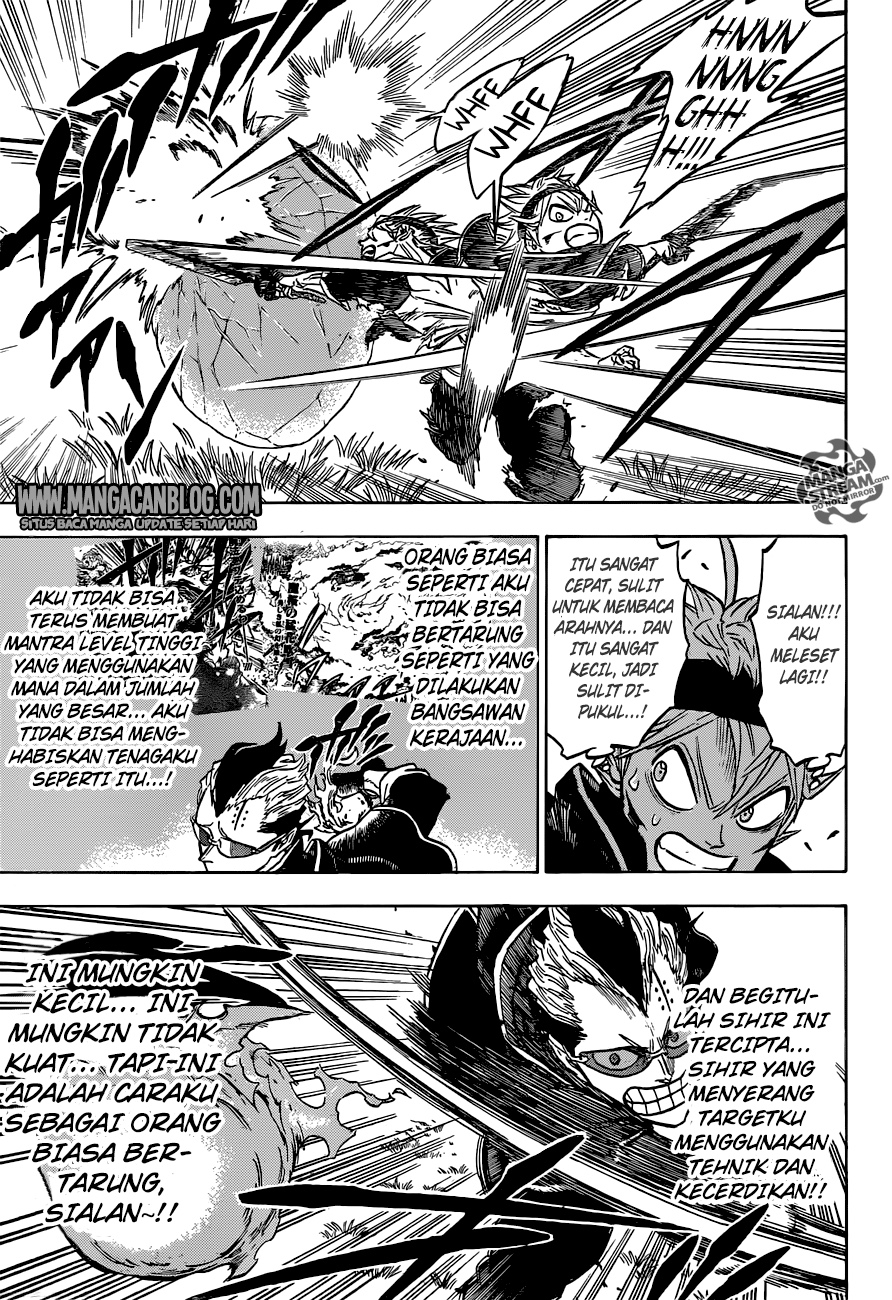 HNNN
NNNG
GHH
H!!!
WHFF
WHFF
MANGA
STREAM.com
DO NOT MIRROR
WWW.MANGACANBLOG.COM
SITUS BACA MANGA UPDATE SETIAP HARI
SIALAN!!!
AKU
MELESET
LAGI!!
ITU SANGAT
CEPAT, SULIT
UNTUK MEMBACA
ARAHNYA... DAN
ITU SANGAT
KECIL, JADI
SULIT DI-
PUKUL...!
ORANG BIASA
SEPERTI AKU
TIDAK BISA
BERTARUNG
SEPERTI YANG
DILAKUKAN
BANGSAWAN
KERAJAAN...
AKU TIDAK BISA
TERUS MEMBUAT
MANTRA LEVEL TINGGI
YANG MENGGUNAKAN
MANA DALAM JUMLAH
YANG BESAR... AKU
TIDAK BISA MENG-
HABISKAN TENAGAKU
SEPERTI ITU...!
DAN BEGITU-
LAH SIHIR INI
TERCIPTA...
SIHIR YANG
MENYERANG
TARGETKU
MENGGUNAKAN
TEHNIK DAN
KECERDIKAN!!
INI MUNGKIN
KECIL... INI
MUNGKIN TIDAK
KUAT... TAPI-INI
ADALAH CARAKU
SEBAGAI ORANG
BIASA BER-
TARUNG,
SIALAN~!!